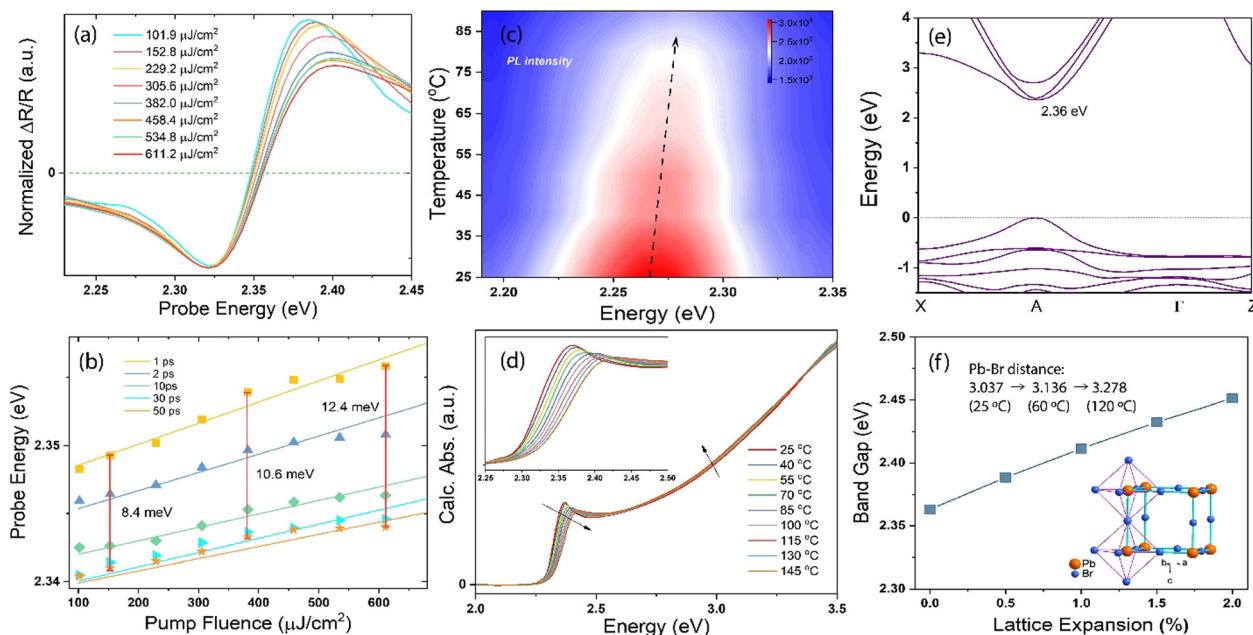 (a)
101.9 μJ/cm²
152.8 μJ/cm²
229.2 μJ/cm²
305.6 μJ/cm²
382.0 μJ/cm²
458.4 μJ/cm²
534.8 μJ/cm²
611.2 μJ/cm²
Normalized ΔR/R (a.u.)
0
2.25 2.30 2.35 2.40 2.45
Probe Energy (eV)
(c)
PL intensity
3.0x10⁶
2.5x10⁵
1.5x10³
Temperature (°C)
85
75
65
55
45
35
25
2.20 2.25 2.30 2.35
Energy (eV)
(e)
Energy (eV)
4
3
2
1
0
-1
2.36 eV
X A Γ Z
(b)
1 ps
2 ps
10ps
30 ps
50 ps
Probe Energy (eV)
2.35
2.34
8.4 meV
10.6 meV
12.4 meV
100 200 300 400 500 600
Pump Fluence (μJ/cm²)
(d)
Calc. Abs. (a.u.)
0
2.25 2.30 2.35 2.40 2.45 2.50
25 °C
40 °C
55 °C
70 °C
85 °C
100 °C
115 °C
130 °C
145 °C
2.0 2.5 3.0 3.5
Energy (eV)
(f)
Pb-Br distance:
3.037 → 3.136 → 3.278
(25 °C) (60 °C) (120 °C)
Band Gap (eV)
2.50
2.45
2.40
2.35
2.30
Pb
Br
b a
c
0.0 0.5 1.0 1.5 2.0
Lattice Expansion (%)